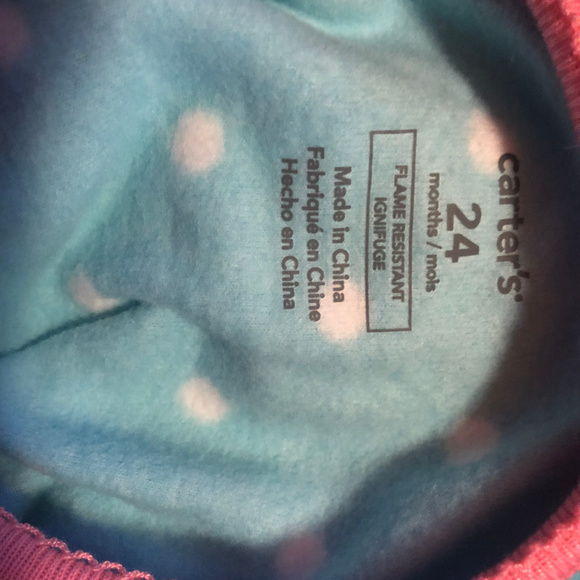 carter's
24
months / mois
FLAME RESISTANT
IGNIFUGE
Made in China
Fabriqué en Chine
Hecho en China